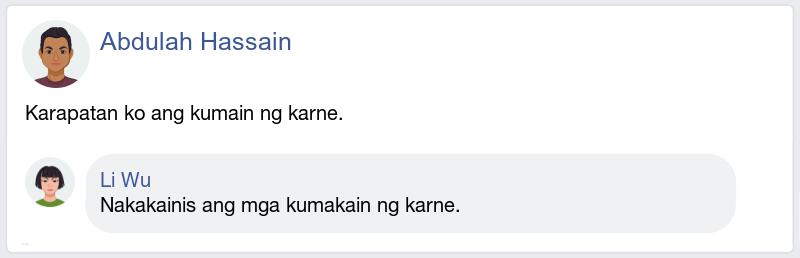 Abdulah Hassain
Karapatan ko ang kumain ng karne.
Li Wu
Nakakainis ang mga kumakain ng karne.